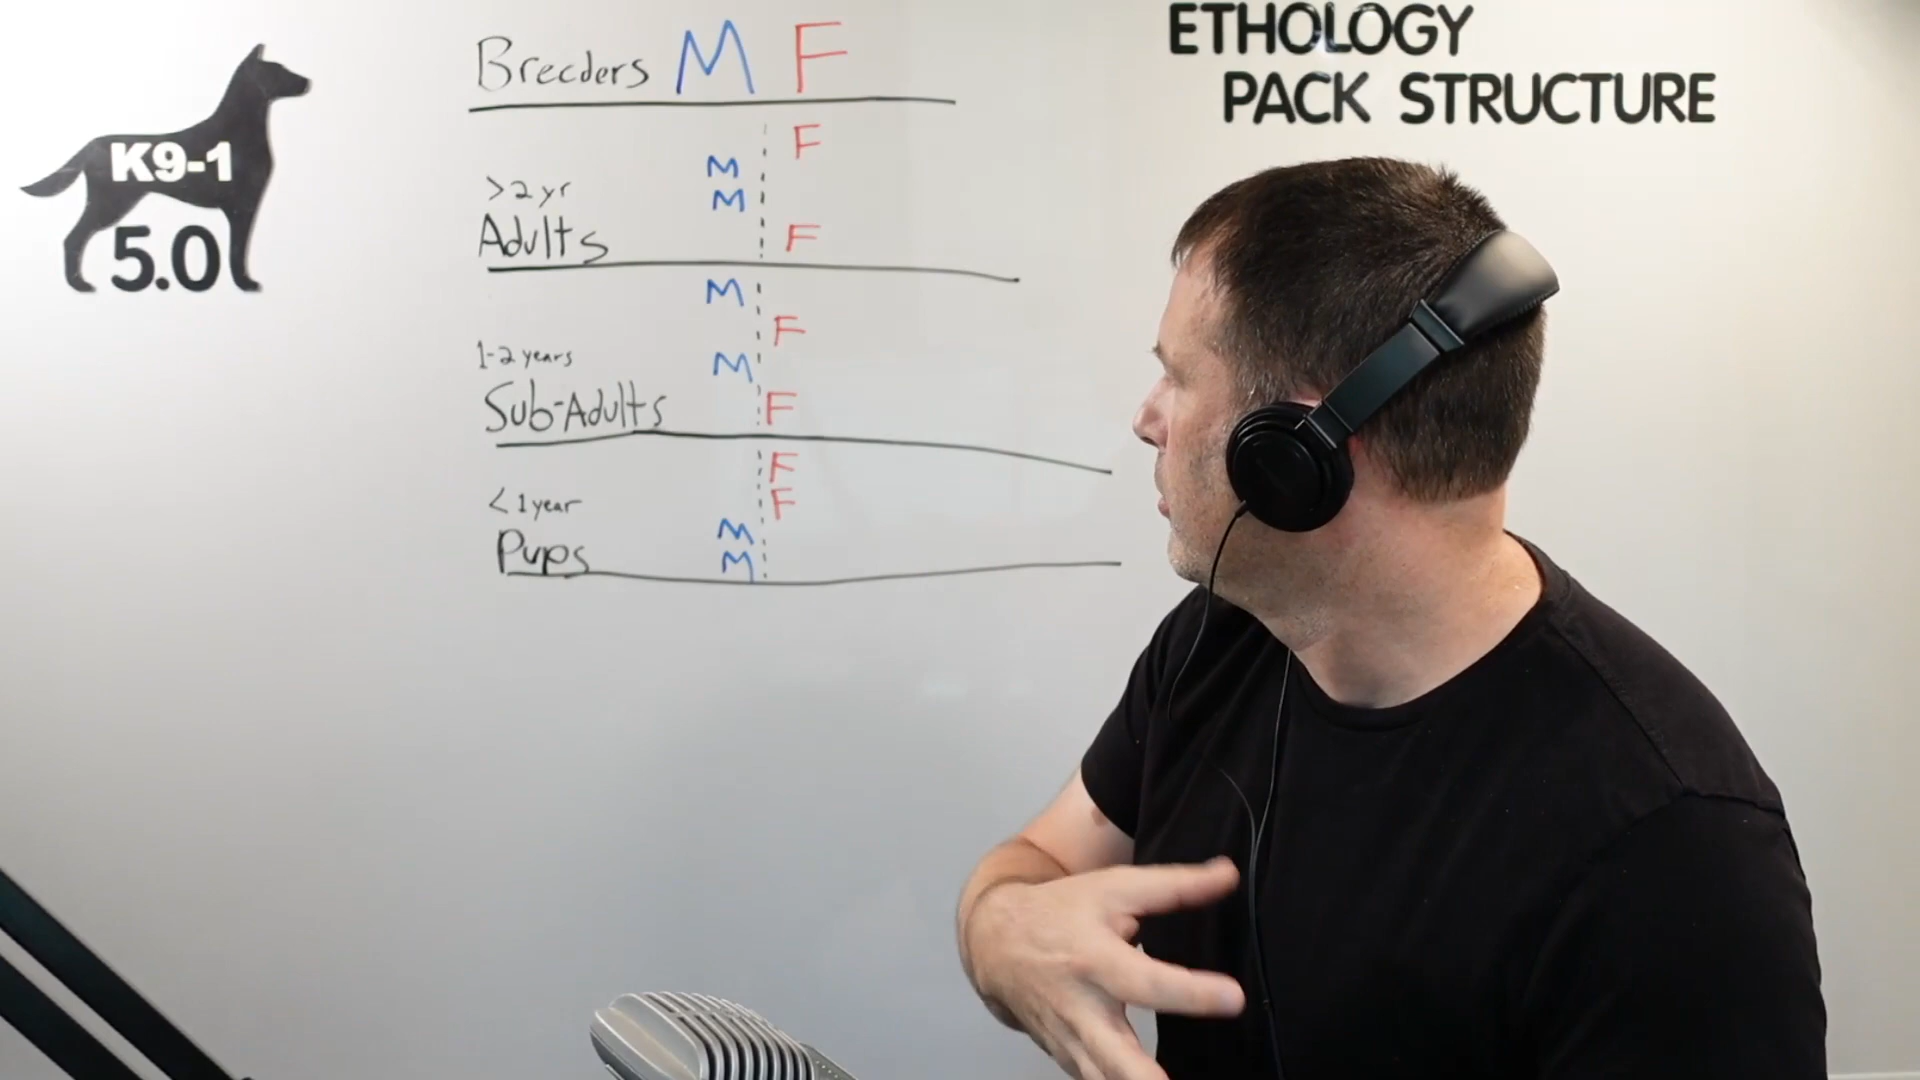 K9-1
5.0
ETHOLOGY
PACK STRUCTURE
Breeders M F
F
M
>2yr
M
Adults
F
M
F
1-2 years
M
Sub-Adults
F
F
F
<1year
M
Pups
M